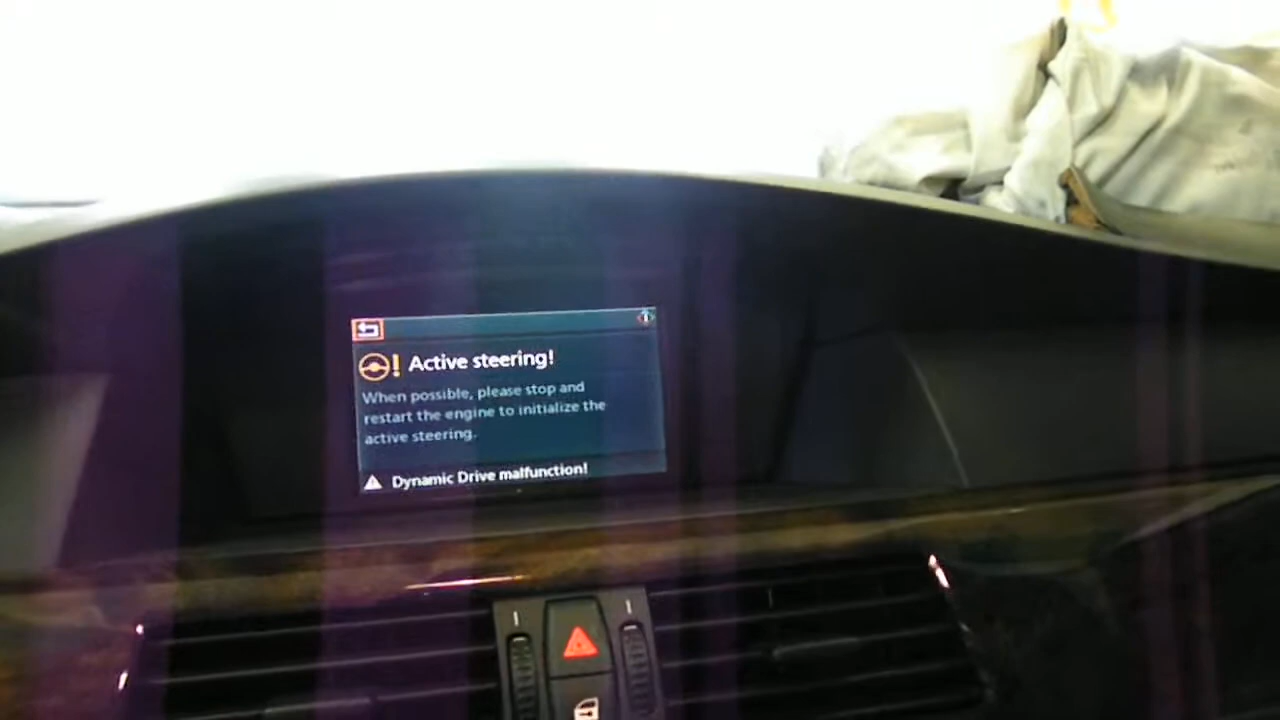 Active steering!
When possible, please stop and
restart the engine to initialize the
active steering.
Dynamic Drive malfunction!